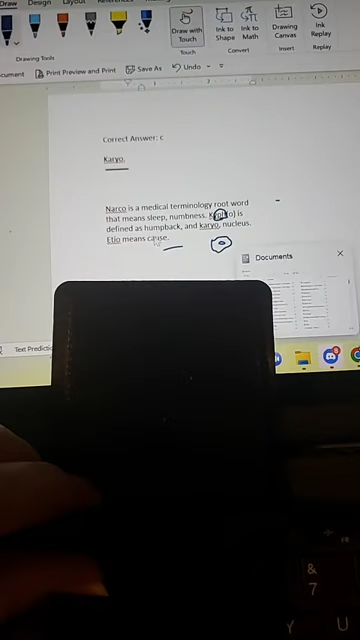 Draw Design
Draw with Touch
Ink to Shape
Ink to Math
Drawing Canvas
Ink Replay
Drawing Tools
Touch
Convert
Insert
Replay
Print Preview and Print
Save As
Undo
Correct Answer: c
Karyo.
Narco is a medical terminology root word
that means sleep, numbness. (o) is
defined as humpback, and karyo, nucleus.
Etio means cause.
Documents
&
7
Y U